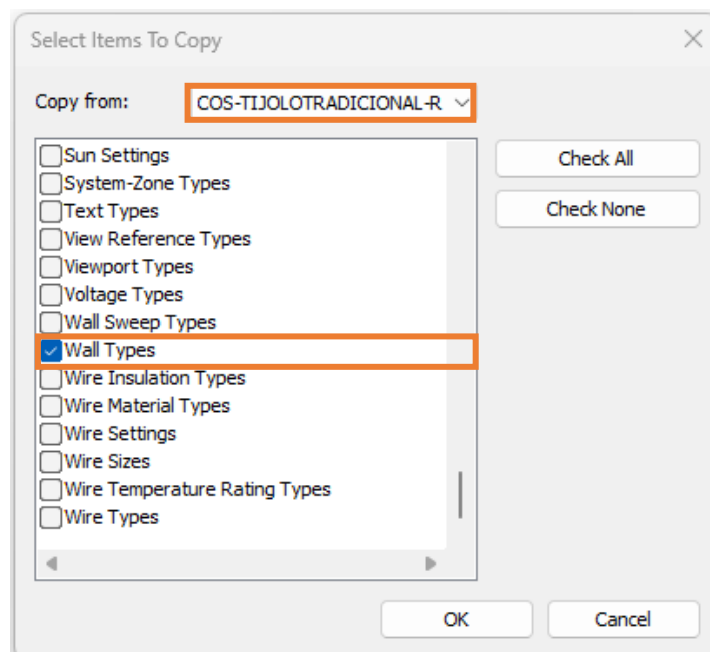 Select Items To Copy
Copy from: COS-TIJOLOTRADICIONAL-R
Sun Settings
System-Zone Types
Text Types
View Reference Types
Viewport Types
Voltage Types
Wall Sweep Types
Wall Types
Wire Insulation Types
Wire Material Types
Wire Settings
Wire Sizes
Wire Temperature Rating Types
Wire Types
Check All
Check None
OK Cancel